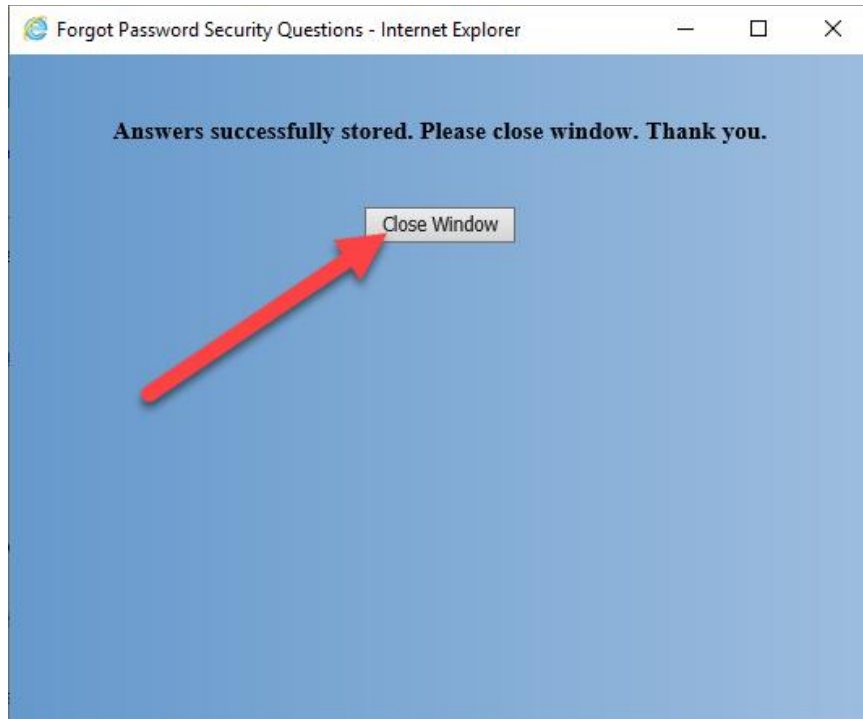 Forgot Password Security Questions - Internet Explorer
Answers successfully stored. Please close window. Thank you.
Close Window